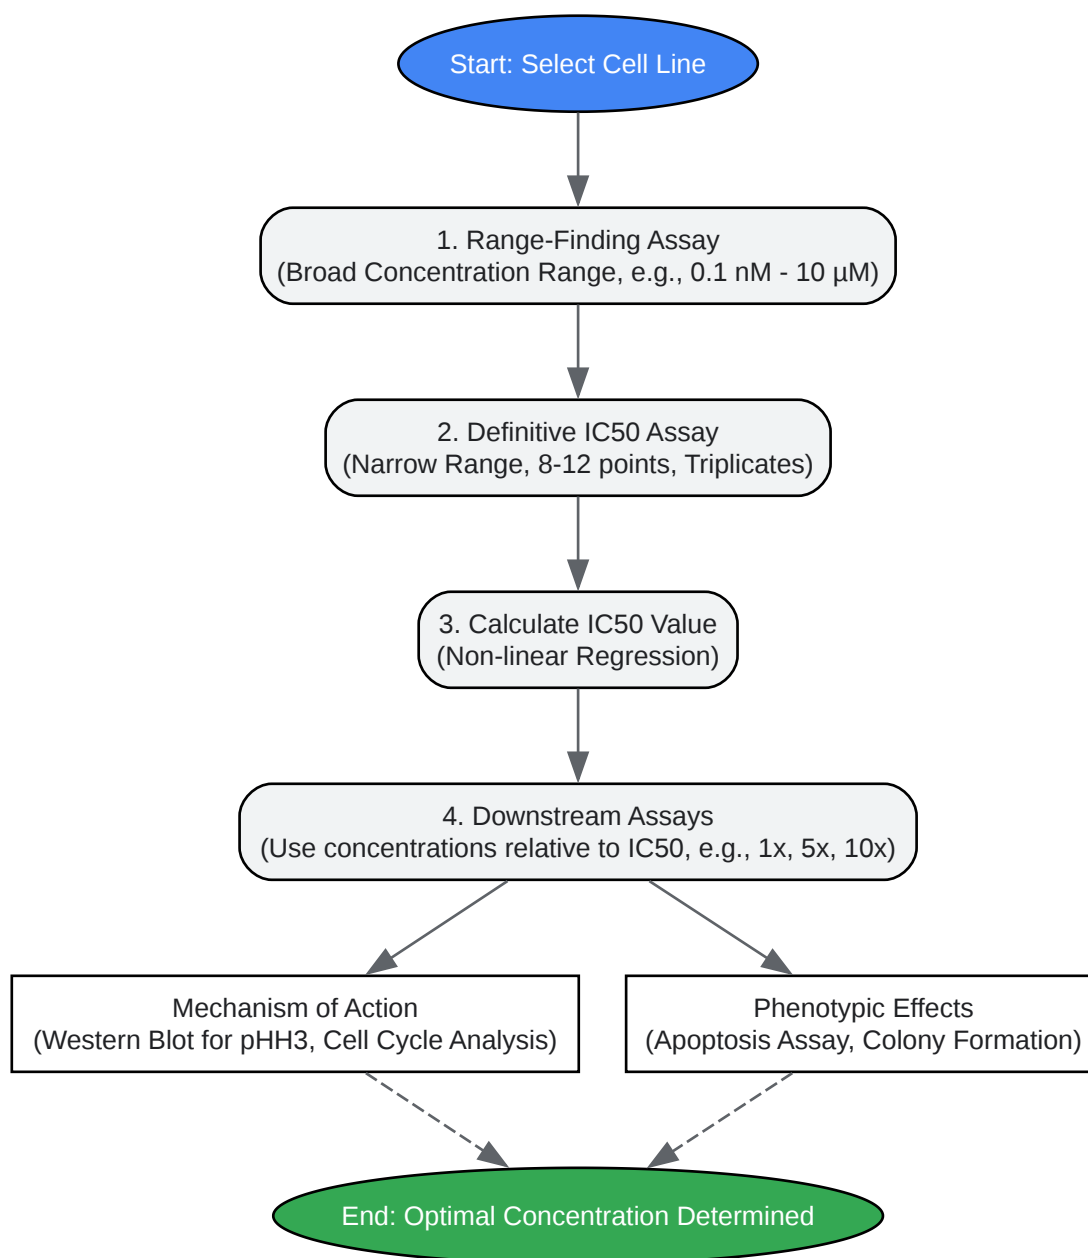 Start: Select Cell Line
1. Range-Finding Assay
(Broad Concentration Range, e.g., 0.1 nM - 10 µM)
2. Definitive IC50 Assay
(Narrow Range, 8-12 points, Triplicates)
3. Calculate IC50 Value
(Non-linear Regression)
4. Downstream Assays
(Use concentrations relative to IC50, e.g., 1x, 5x, 10x)
Mechanism of Action
(Western Blot for pHH3, Cell Cycle Analysis)
Phenotypic Effects
(Apoptosis Assay, Colony Formation)
End: Optimal Concentration Determined